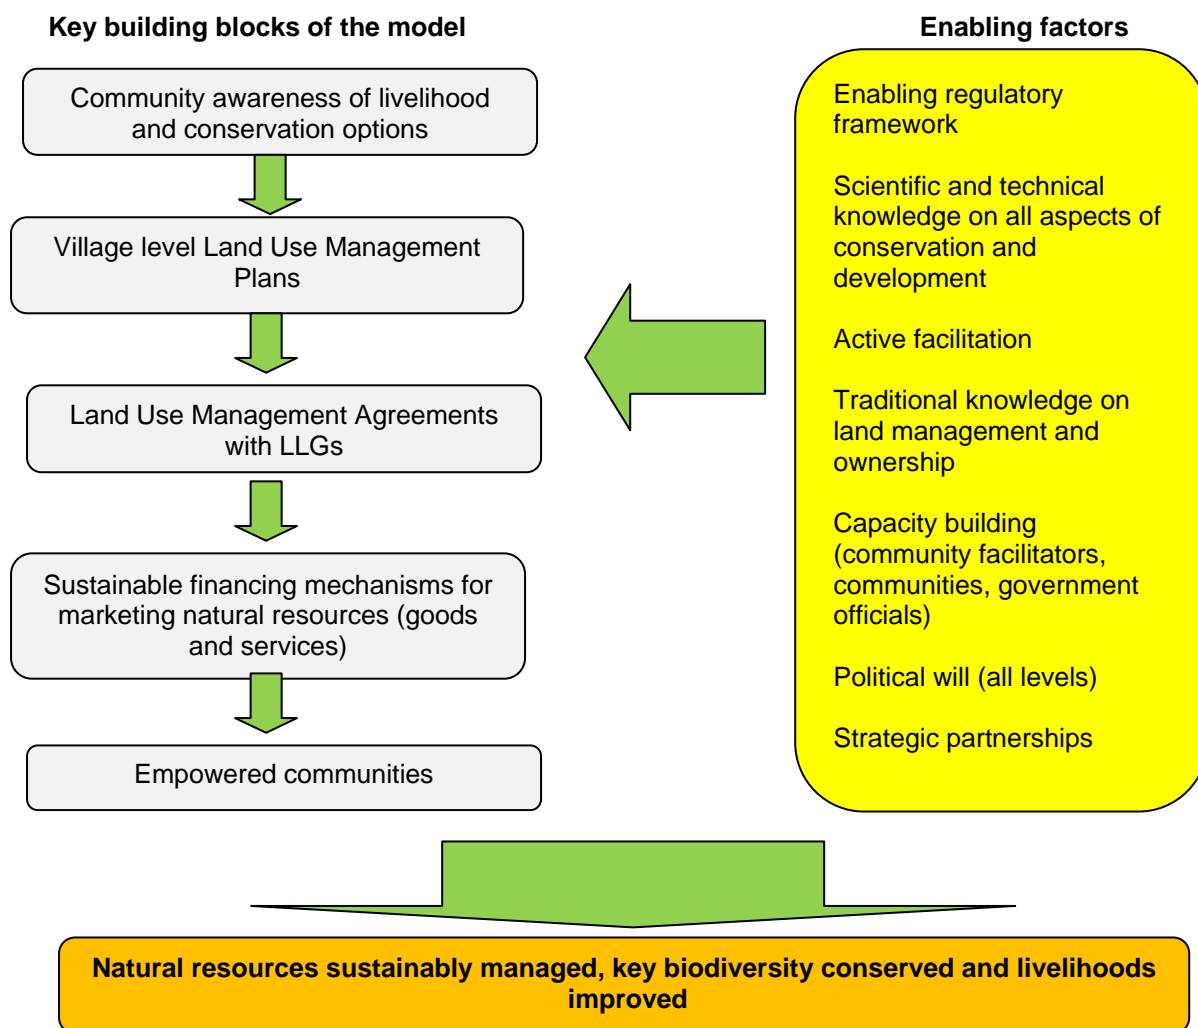 Key building blocks of the model
Community awareness of livelihood
and conservation options
Village level Land Use Management
Plans
Land Use Management Agreements
with LLGs
Sustainable financing mechanisms for
marketing natural resources (goods
and services)
Empowered communities
Enabling factors
Enabling regulatory
framework
Scientific and technical
knowledge on all aspects of
conservation and
development
Active facilitation
Traditional knowledge on
land management and
ownership
Capacity building
(community facilitators,
communities, government
officials)
Political will (all levels)
Strategic partnerships
Natural resources sustainably managed, key biodiversity conserved and livelihoods
improved